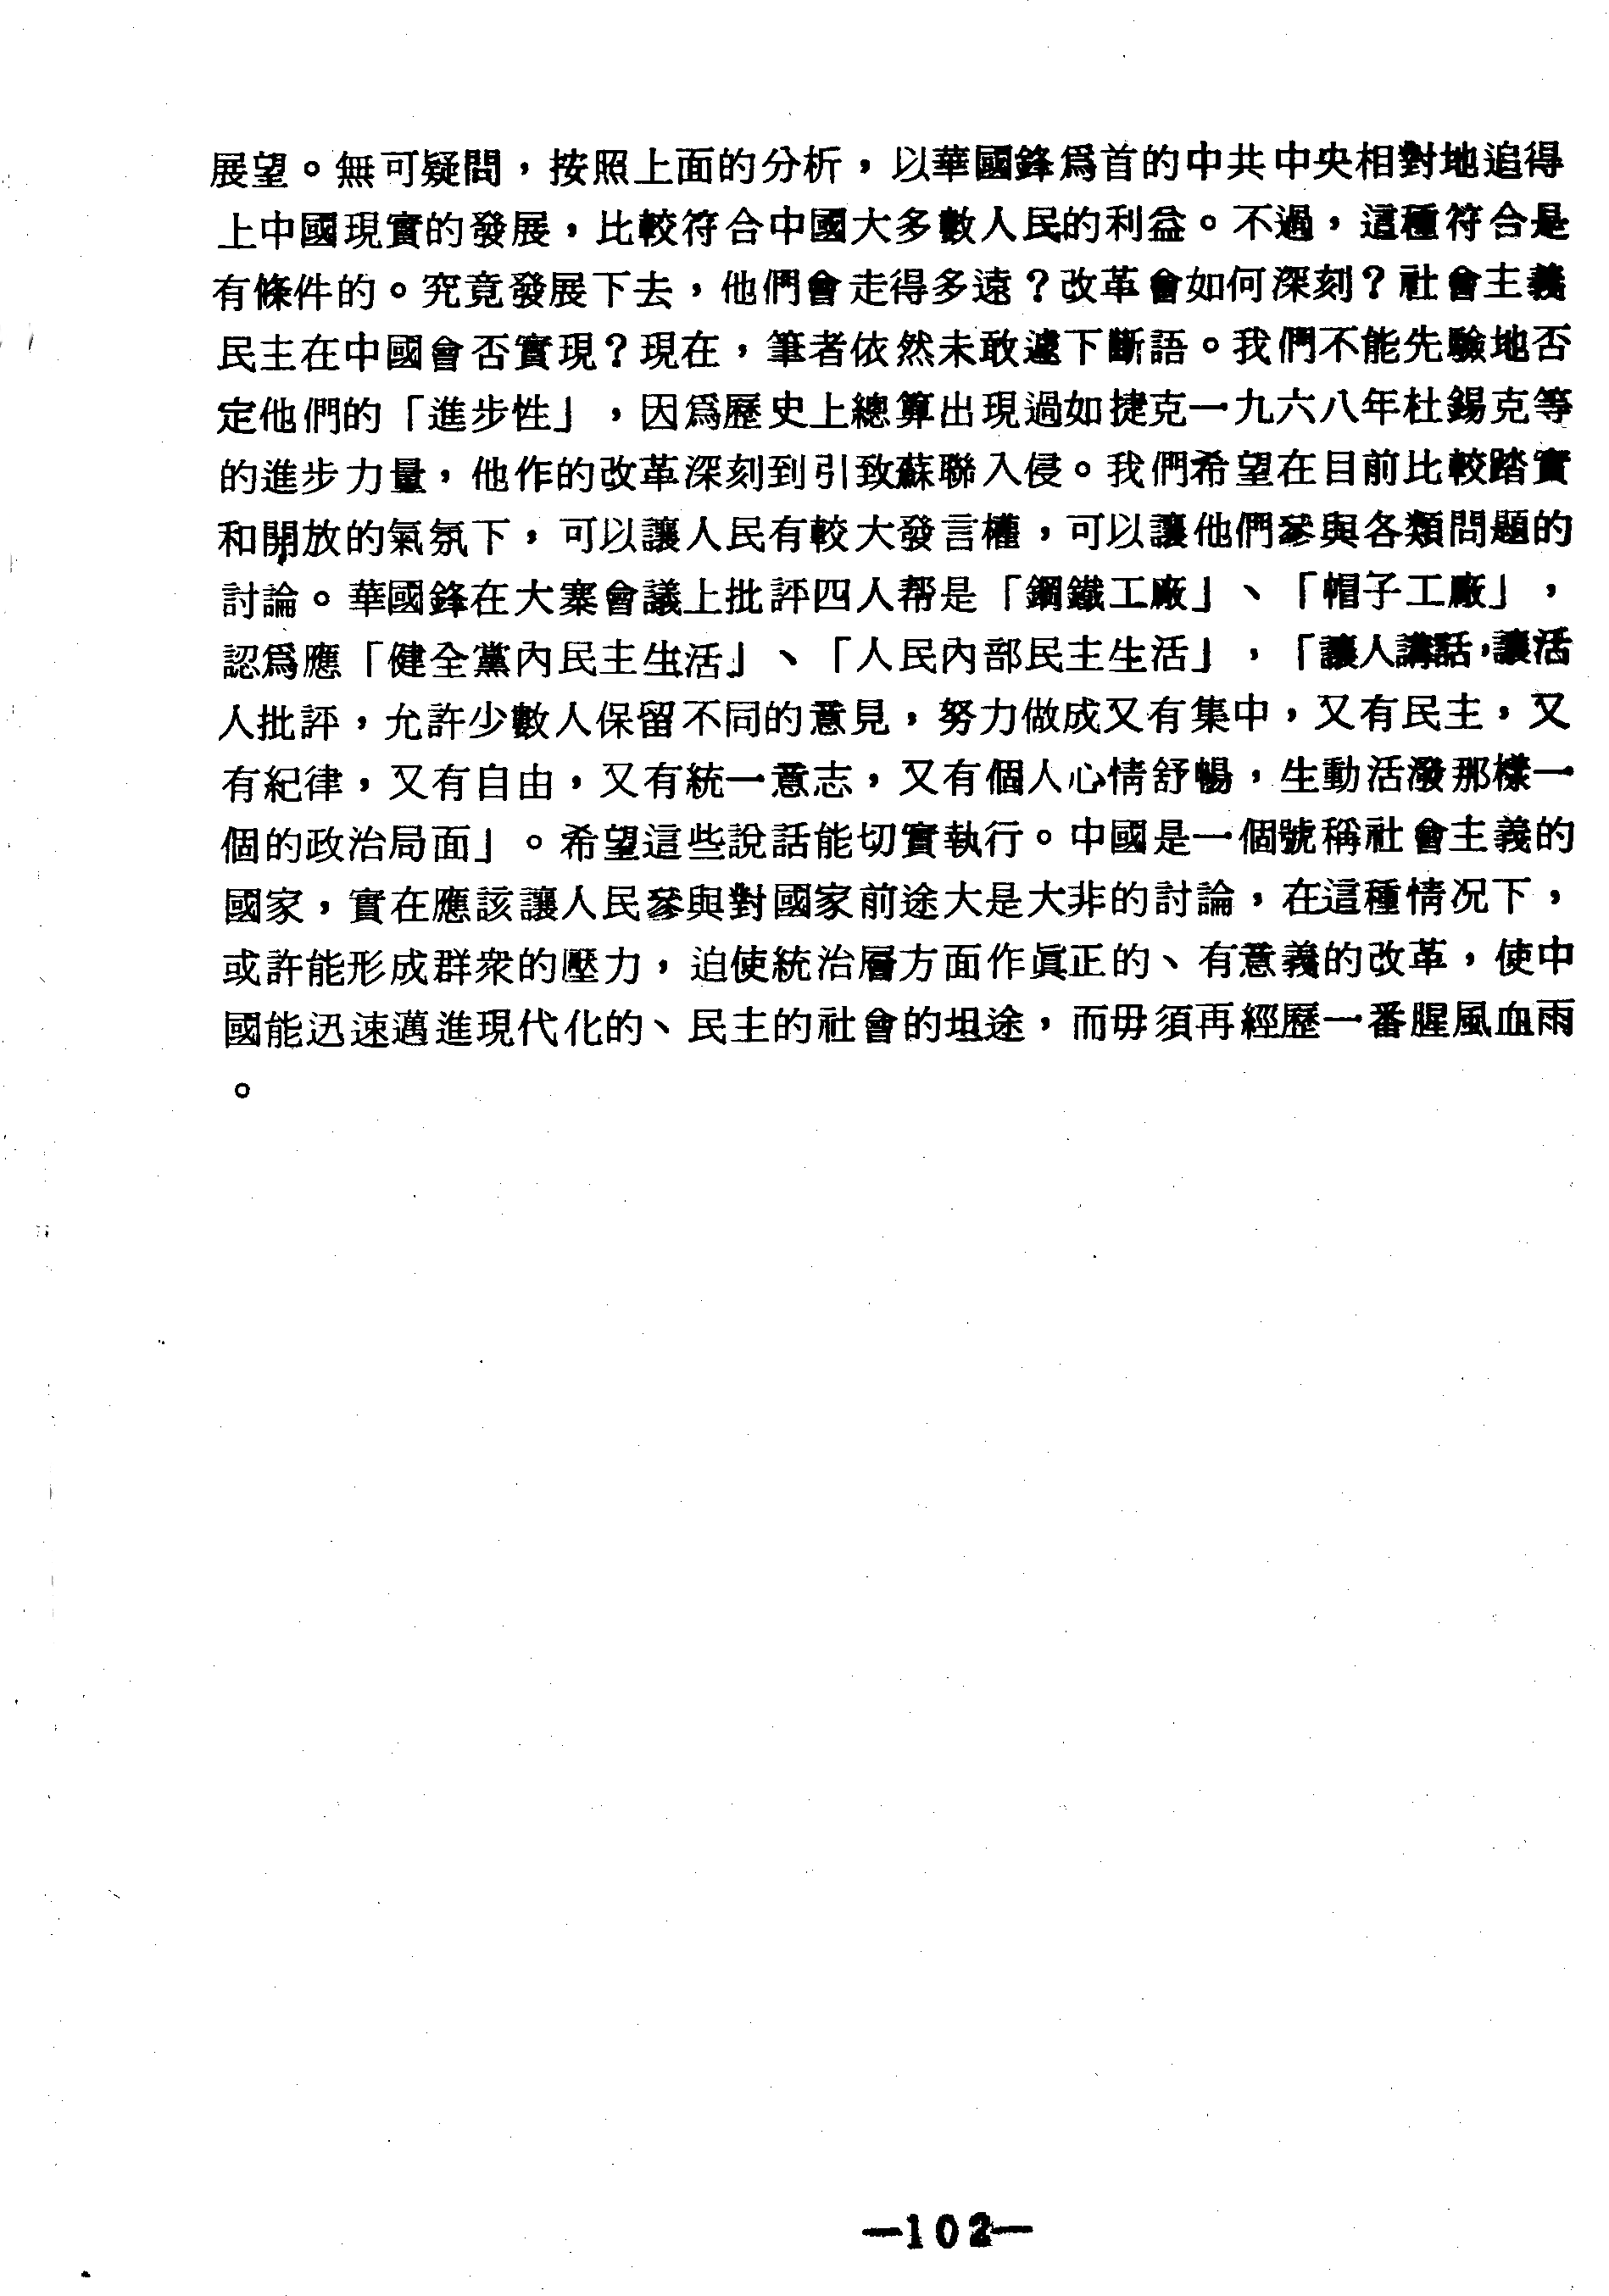 展望。無可疑問，按照上面的分析，以華國鋒爲首的中共中央相對地追得
上中國現實的發展，比較符合中國大多數人民的利益。不過，這種符合是
有條件的。究竟發展下去，他們會走得多遠？改革會如何深刻？社會主義
民主在中國會否實現？現在，筆者依然未敢遽下斷語。我們不能先驗地否
定他們的「進步性」，因爲歷史上總算出現過如捷克一九六八年杜錫克等
的進步力量，他作的改革深刻到引致蘇聯入侵。我們希望在目前比較踏實
和開放的氣氛下，可以讓人民有較大發言權，可以讓他們參與各類問題的
討論。華國鋒在大寨會議上批評四人帮是「鋼鐵工廠」、「帽子工廠」，
認爲應「健全黨內民主生活」、「人民內部民主生活」，「讓人講話，讓活
人批評，允許少數人保留不同的意見，努力做成又有集中，又有民主，又
有紀律，又有自由，又有統一意志，又有個人心情舒暢，生動活潑那樣一
個的政治局面」。希望這些說話能切實執行。中國是一個號稱社會主義的
國家，實在應該讓人民參與對國家前途大是大非的討論，在這種情况下，
或許能形成群衆的壓力，迫使統治層方面作眞正的、有意義的改革，使中
國能迅速邁進現代化的、民主的社會的坦途，而毋須再經歷一番腥風血雨
。
—102—